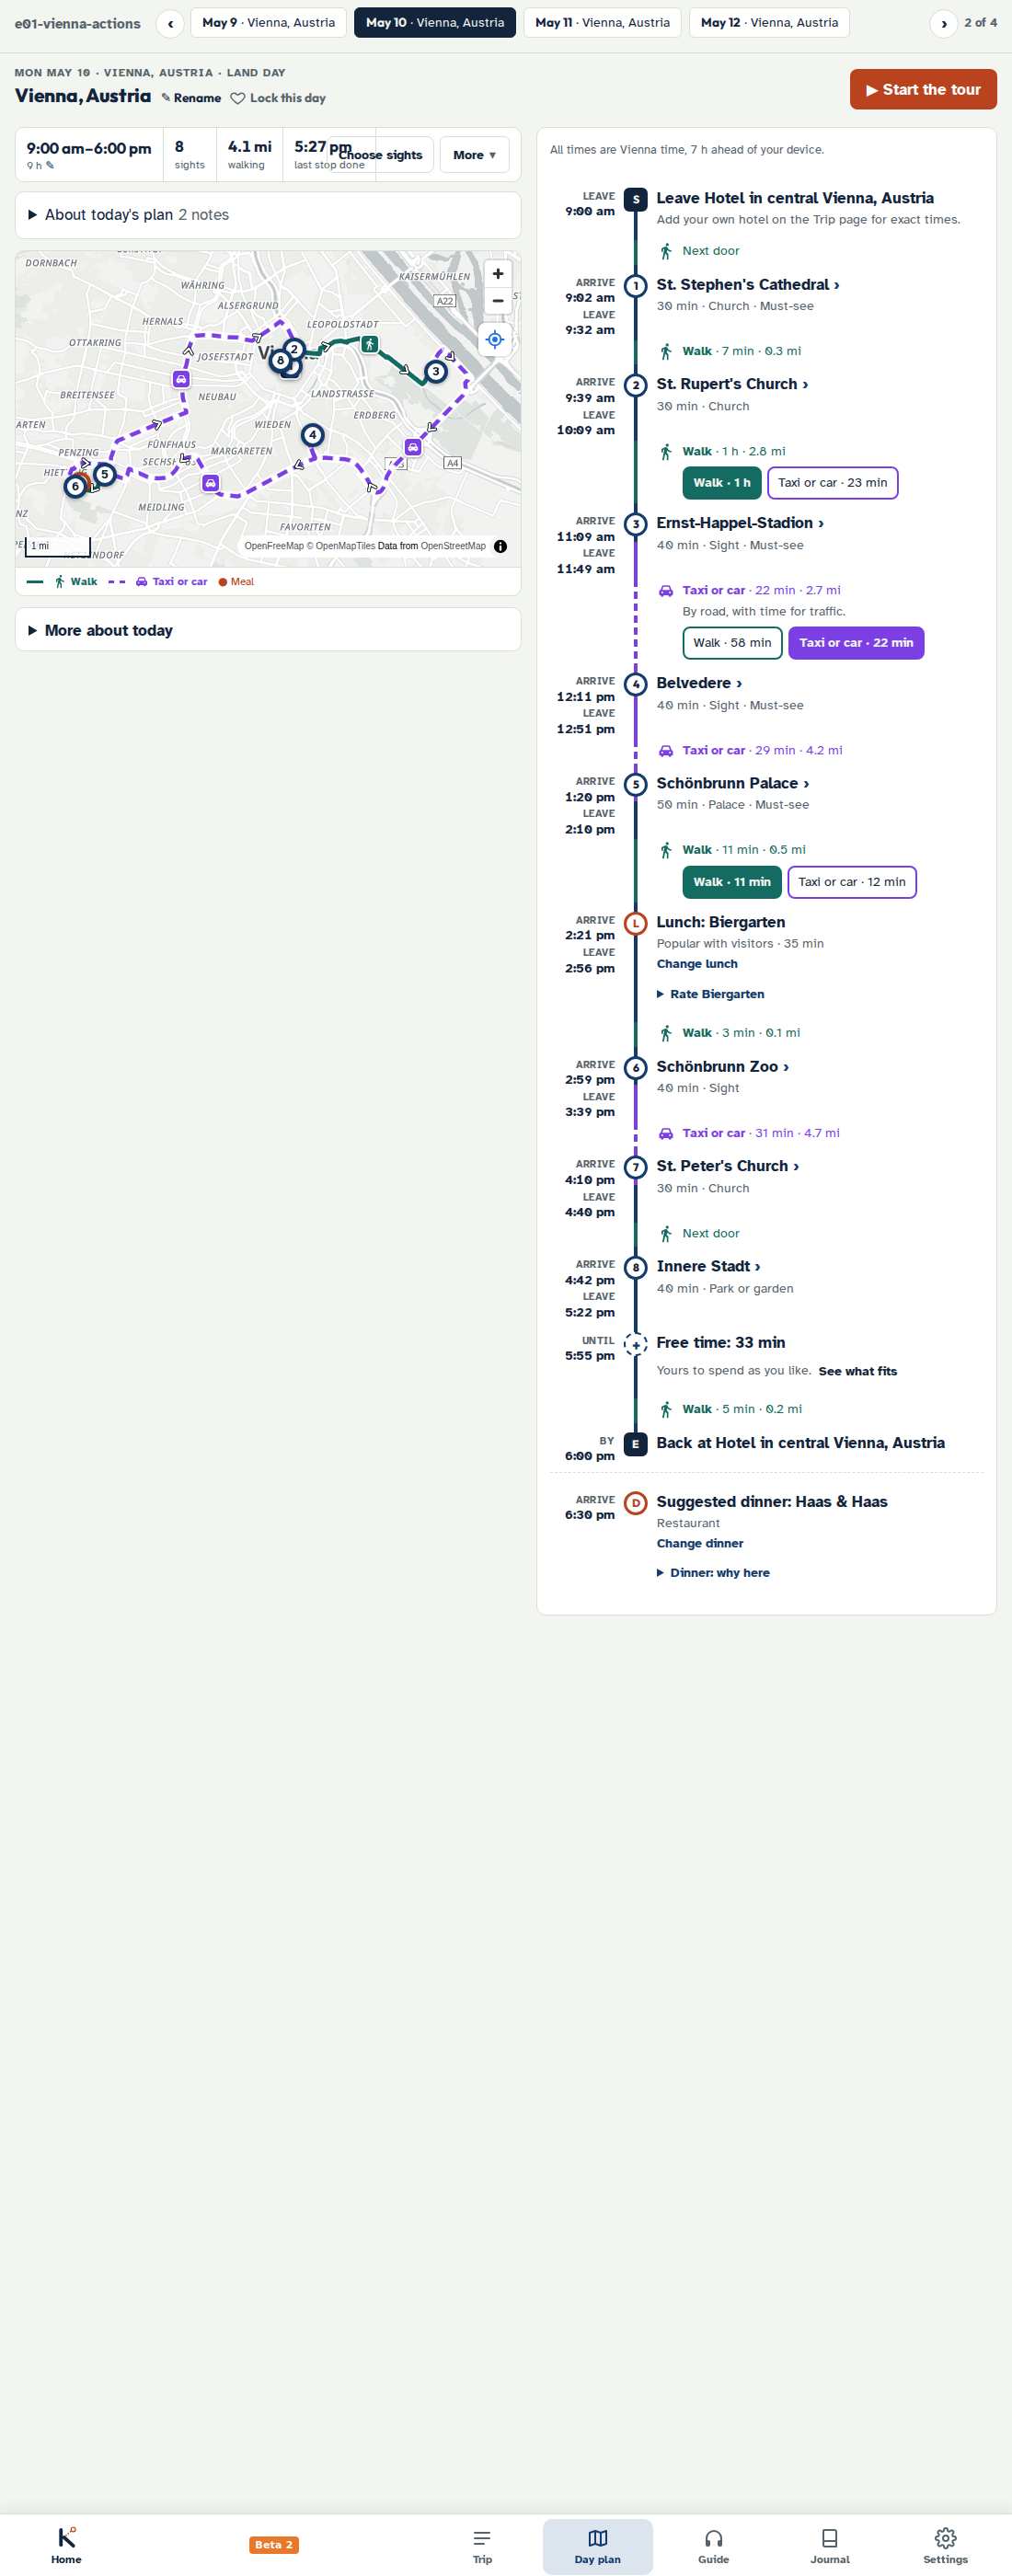 e01-vienna-actions
‹
May 9 · Vienna, Austria
May 10 · Vienna, Austria
May 11 · Vienna, Austria
May 12 · Vienna, Austria
›
2 of 4
MON MAY 10 · VIENNA, AUSTRIA · LAND DAY
Vienna, Austria ✎ Rename Lock this day
▶ Start the tour
9:00 am–6:00 pm
9 h ✎
8
sights
4.1 mi
walking
5:27 pm
last stop done
Choose sights
More ▾
▶ About today's plan 2 notes
DORNBACH
WÄHRING
KAISERMÜHLEN
A22
ALSERGRUND
HERNALS
LEOPOLDSTADT
OTTAKRING
JOSEFSTADT
BREITENSEE
NEUBAU
LANDSTRASSE
ERDBERG
WIEDEN
FÜNFHAUS
MARGARETEN
PENZING
A4
MEIDLING
FAVORITEN
2
8
3
4
5
6
+
−
1 mi
OpenFreeMap © OpenMapTiles Data from OpenStreetMap
Walk Taxi or car Meal
▶ More about today
All times are Vienna time, 7 h ahead of your device.
LEAVE
9:00 am
S
Leave Hotel in central Vienna, Austria
Add your own hotel on the Trip page for exact times.
Next door
ARRIVE
9:02 am
LEAVE
9:32 am
1
St. Stephen's Cathedral ›
30 min · Church · Must-see
Walk · 7 min · 0.3 mi
ARRIVE
9:39 am
LEAVE
10:09 am
2
St. Rupert's Church ›
30 min · Church
Walk · 1 h · 2.8 mi
Walk · 1 h
Taxi or car · 23 min
ARRIVE
11:09 am
LEAVE
11:49 am
3
Ernst-Happel-Stadion ›
40 min · Sight · Must-see
Taxi or car · 22 min · 2.7 mi
By road, with time for traffic.
Walk · 58 min
Taxi or car · 22 min
ARRIVE
12:11 pm
LEAVE
12:51 pm
4
Belvedere ›
40 min · Sight · Must-see
Taxi or car · 29 min · 4.2 mi
ARRIVE
1:20 pm
LEAVE
2:10 pm
5
Schönbrunn Palace ›
50 min · Palace · Must-see
Walk · 11 min · 0.5 mi
Walk · 11 min
Taxi or car · 12 min
ARRIVE
2:21 pm
LEAVE
2:56 pm
L
Lunch: Biergarten
Popular with visitors · 35 min
Change lunch
▶ Rate Biergarten
Walk · 3 min · 0.1 mi
ARRIVE
2:59 pm
LEAVE
3:39 pm
6
Schönbrunn Zoo ›
40 min · Sight
Taxi or car · 31 min · 4.7 mi
ARRIVE
4:10 pm
LEAVE
4:40 pm
7
St. Peter's Church ›
30 min · Church
Next door
ARRIVE
4:42 pm
LEAVE
5:22 pm
8
Innere Stadt ›
40 min · Park or garden
UNTIL
5:55 pm
+
Free time: 33 min
Yours to spend as you like. See what fits
Walk · 5 min · 0.2 mi
BY
6:00 pm
E
Back at Hotel in central Vienna, Austria
ARRIVE
6:30 pm
D
Suggested dinner: Haas & Haas
Restaurant
Change dinner
▶ Dinner: why here
Home
Beta 2
Trip
Day plan
Guide
Journal
Settings